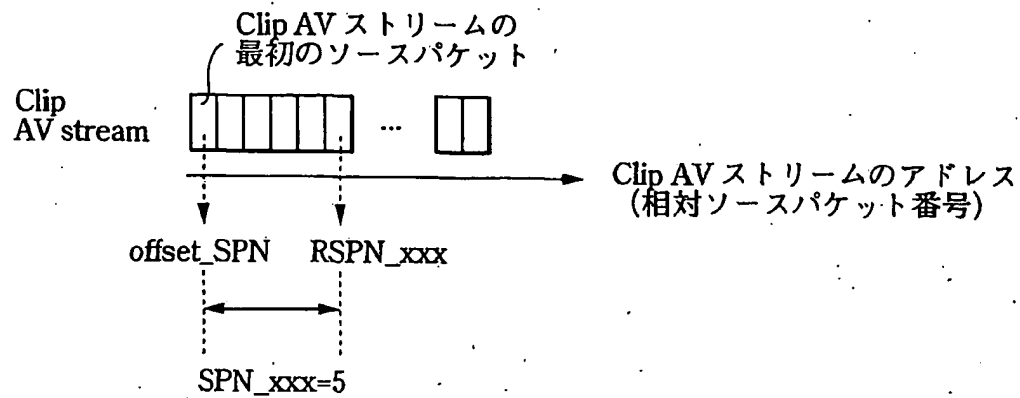 Clip AV ストリームの
最初のソースパケット
Clip
AV stream
...
Clip AV ストリームのアドレス
(相対ソースパケット番号)
offset_SPN
RSPN_xxx
SPN_xxx=5